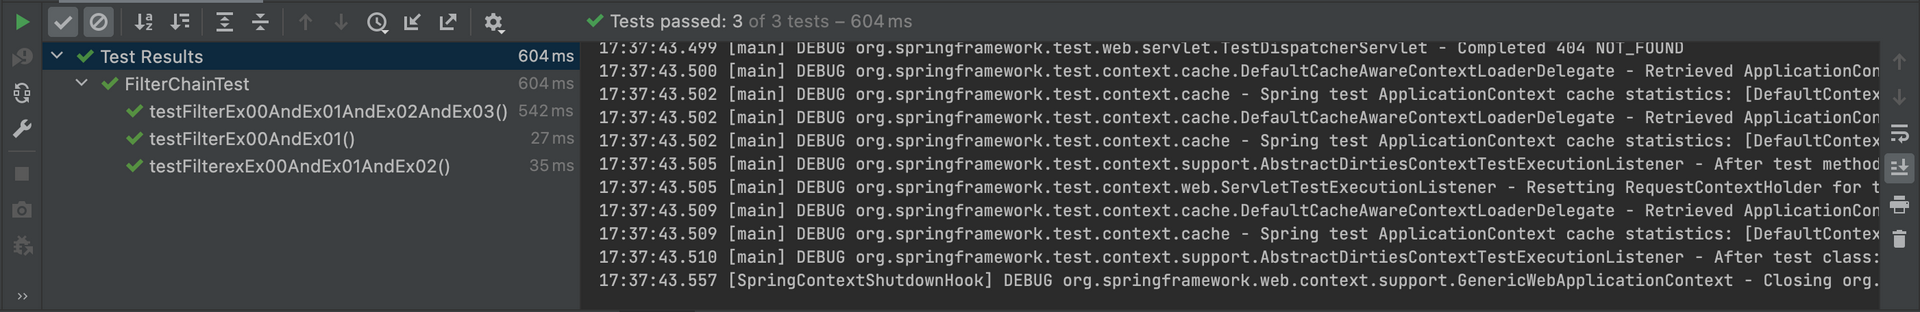 Tests passed: 3 of 3 tests – 604 ms
Test Results 604 ms
FilterChainTest 604 ms
testFilterEx00AndEx01AndEx02AndEx03() 542 ms
testFilterEx00AndEx01() 27 ms
testFilterexEx00AndEx01AndEx02() 35 ms
17:37:43.499 [main] DEBUG org.springframework.test.web.servlet.TestDispatcherServlet - Completed 404 NOT_FOUND
17:37:43.500 [main] DEBUG org.springframework.test.context.cache.DefaultCacheAwareContextLoaderDelegate - Retrieved ApplicationCon
17:37:43.502 [main] DEBUG org.springframework.test.context.cache - Spring test ApplicationContext cache statistics: [DefaultContex
17:37:43.502 [main] DEBUG org.springframework.test.context.cache.DefaultCacheAwareContextLoaderDelegate - Retrieved ApplicationCon
17:37:43.502 [main] DEBUG org.springframework.test.context.cache - Spring test ApplicationContext cache statistics: [DefaultContex
17:37:43.505 [main] DEBUG org.springframework.test.context.support.AbstractDirtiesContextTestExecutionListener - After test method
17:37:43.505 [main] DEBUG org.springframework.test.context.web.ServletTestExecutionListener - Resetting RequestContextHolder for t
17:37:43.509 [main] DEBUG org.springframework.test.context.cache.DefaultCacheAwareContextLoaderDelegate - Retrieved ApplicationCon
17:37:43.509 [main] DEBUG org.springframework.test.context.cache - Spring test ApplicationContext cache statistics: [DefaultContex
17:37:43.510 [main] DEBUG org.springframework.test.context.support.AbstractDirtiesContextTestExecutionListener - After test class:
17:37:43.557 [SpringContextShutdownHook] DEBUG org.springframework.web.context.support.GenericWebApplicationContext - Closing org.